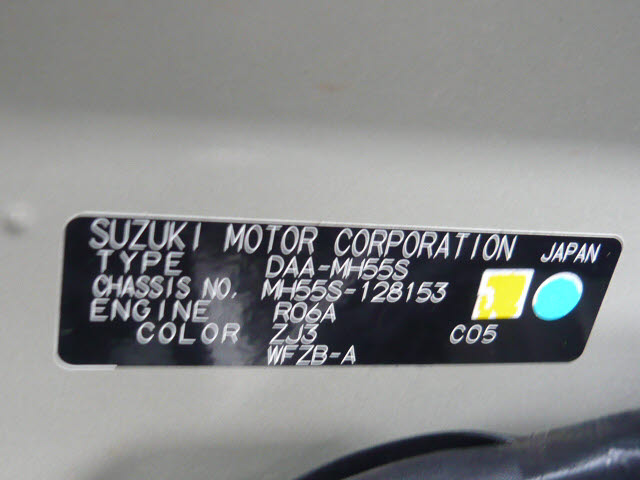 SUZUKI MOTOR CORPORATION JAPAN
TYPE DAA-MH55S
CHASSIS NO. MH55S-128153
ENGINE R06A
COLOR ZJ3 C05
WFZB-A